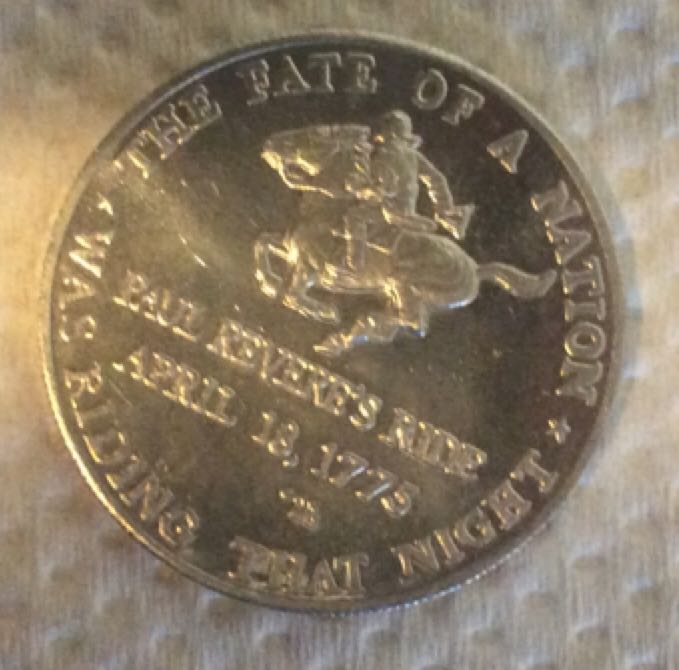 THE FATE OF A NATION
★ WAS RIDING THAT NIGHT ★
PAUL REVERE'S RIDE
APRIL 18, 1775